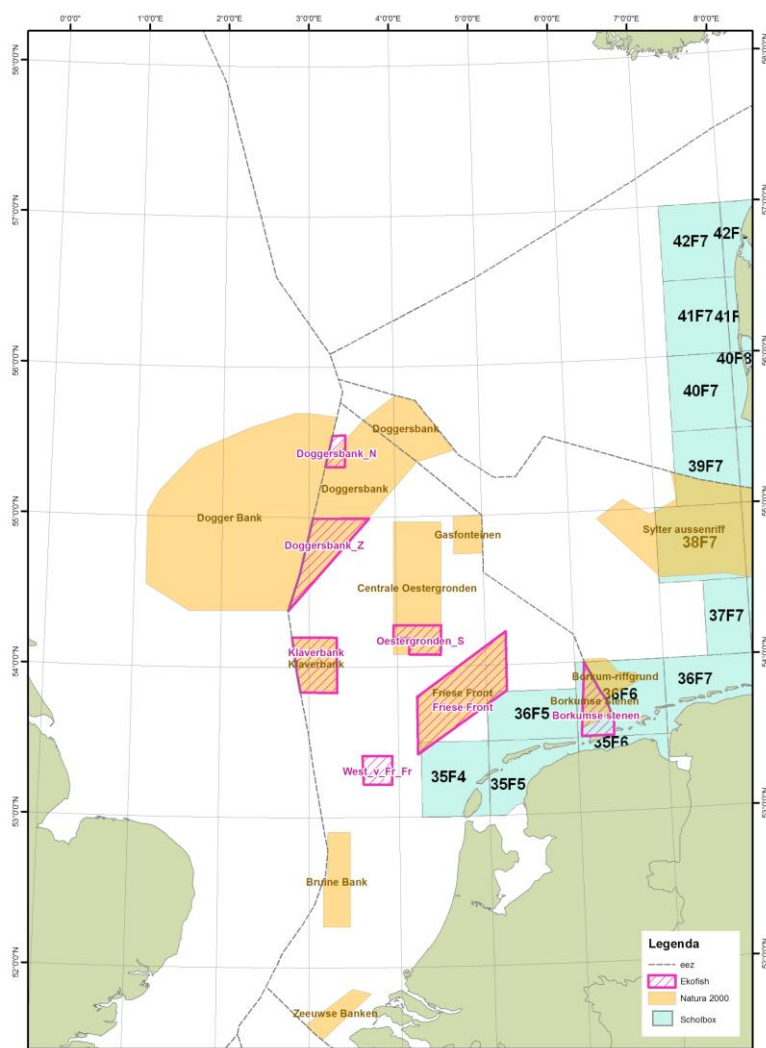 0°0'0" 1°0'0"E 2°0'0"E 3°0'0"E 4°0'0"E 5°0'0"E 6°0'0"E 7°0'0"E 8°0'0"E
58°0'0"N
57°0'0"N
42F7
41F7
56°0'0"N
40F8
40F7
Doggersbank
Doggersbank_N
39F7
Doggersbank
Dogger Bank
55°0'0"N
Sylter aussenriff
Gasfonteinen
38F7
Doggersbank_Z
Centrale Oestergronden
37F7
Oestergronden_S
Klaverbank
54°0'0"N
Klaverbank
Borkum-riffgrund
36F7
Friese Front
36F6
Borkumse Stenen
Friese Front
36F5
Borkumse stenen
35F6
West_v_Fr_Fr
35F4
35F5
53°0'0"N
Bruine Bank
52°0'0"N
Zeeuwse Banken
Legenda
eez
Ekofish
Natura 2000
Scholbox